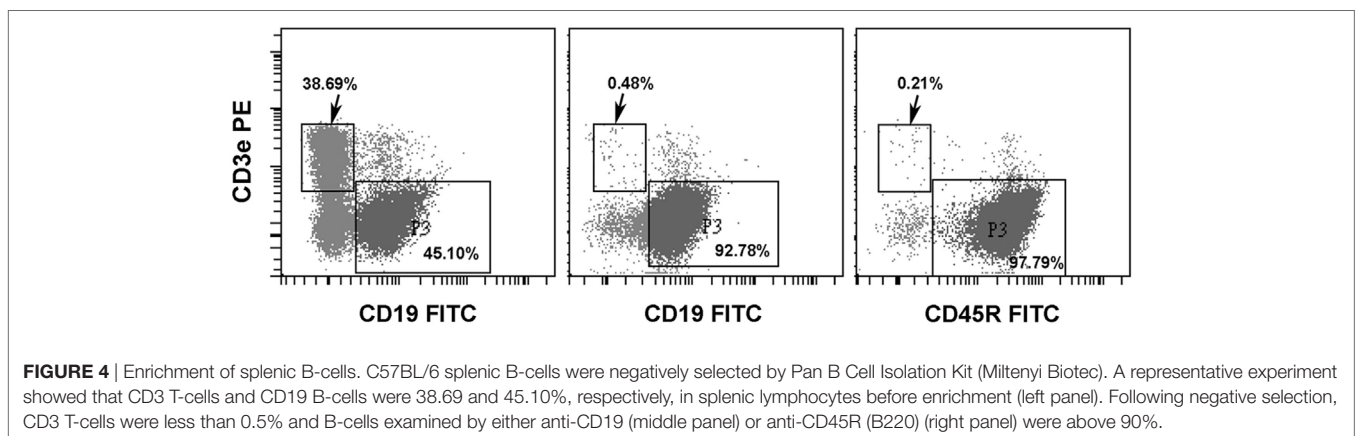 38.69%
0.48%
0.21%
CD3e PE
P3
45.10%
P3
92.78%
P3
97.79%
CD19 FITC
CD19 FITC
CD45R FITC
FIGURE 4 | Enrichment of splenic B-cells. C57BL/6 splenic B-cells were negatively selected by Pan B Cell Isolation Kit (Miltenyi Biotec). A representative experiment
showed that CD3 T-cells and CD19 B-cells were 38.69 and 45.10%, respectively, in splenic lymphocytes before enrichment (left panel). Following negative selection,
CD3 T-cells were less than 0.5% and B-cells examined by either anti-CD19 (middle panel) or anti-CD45R (B220) (right panel) were above 90%.